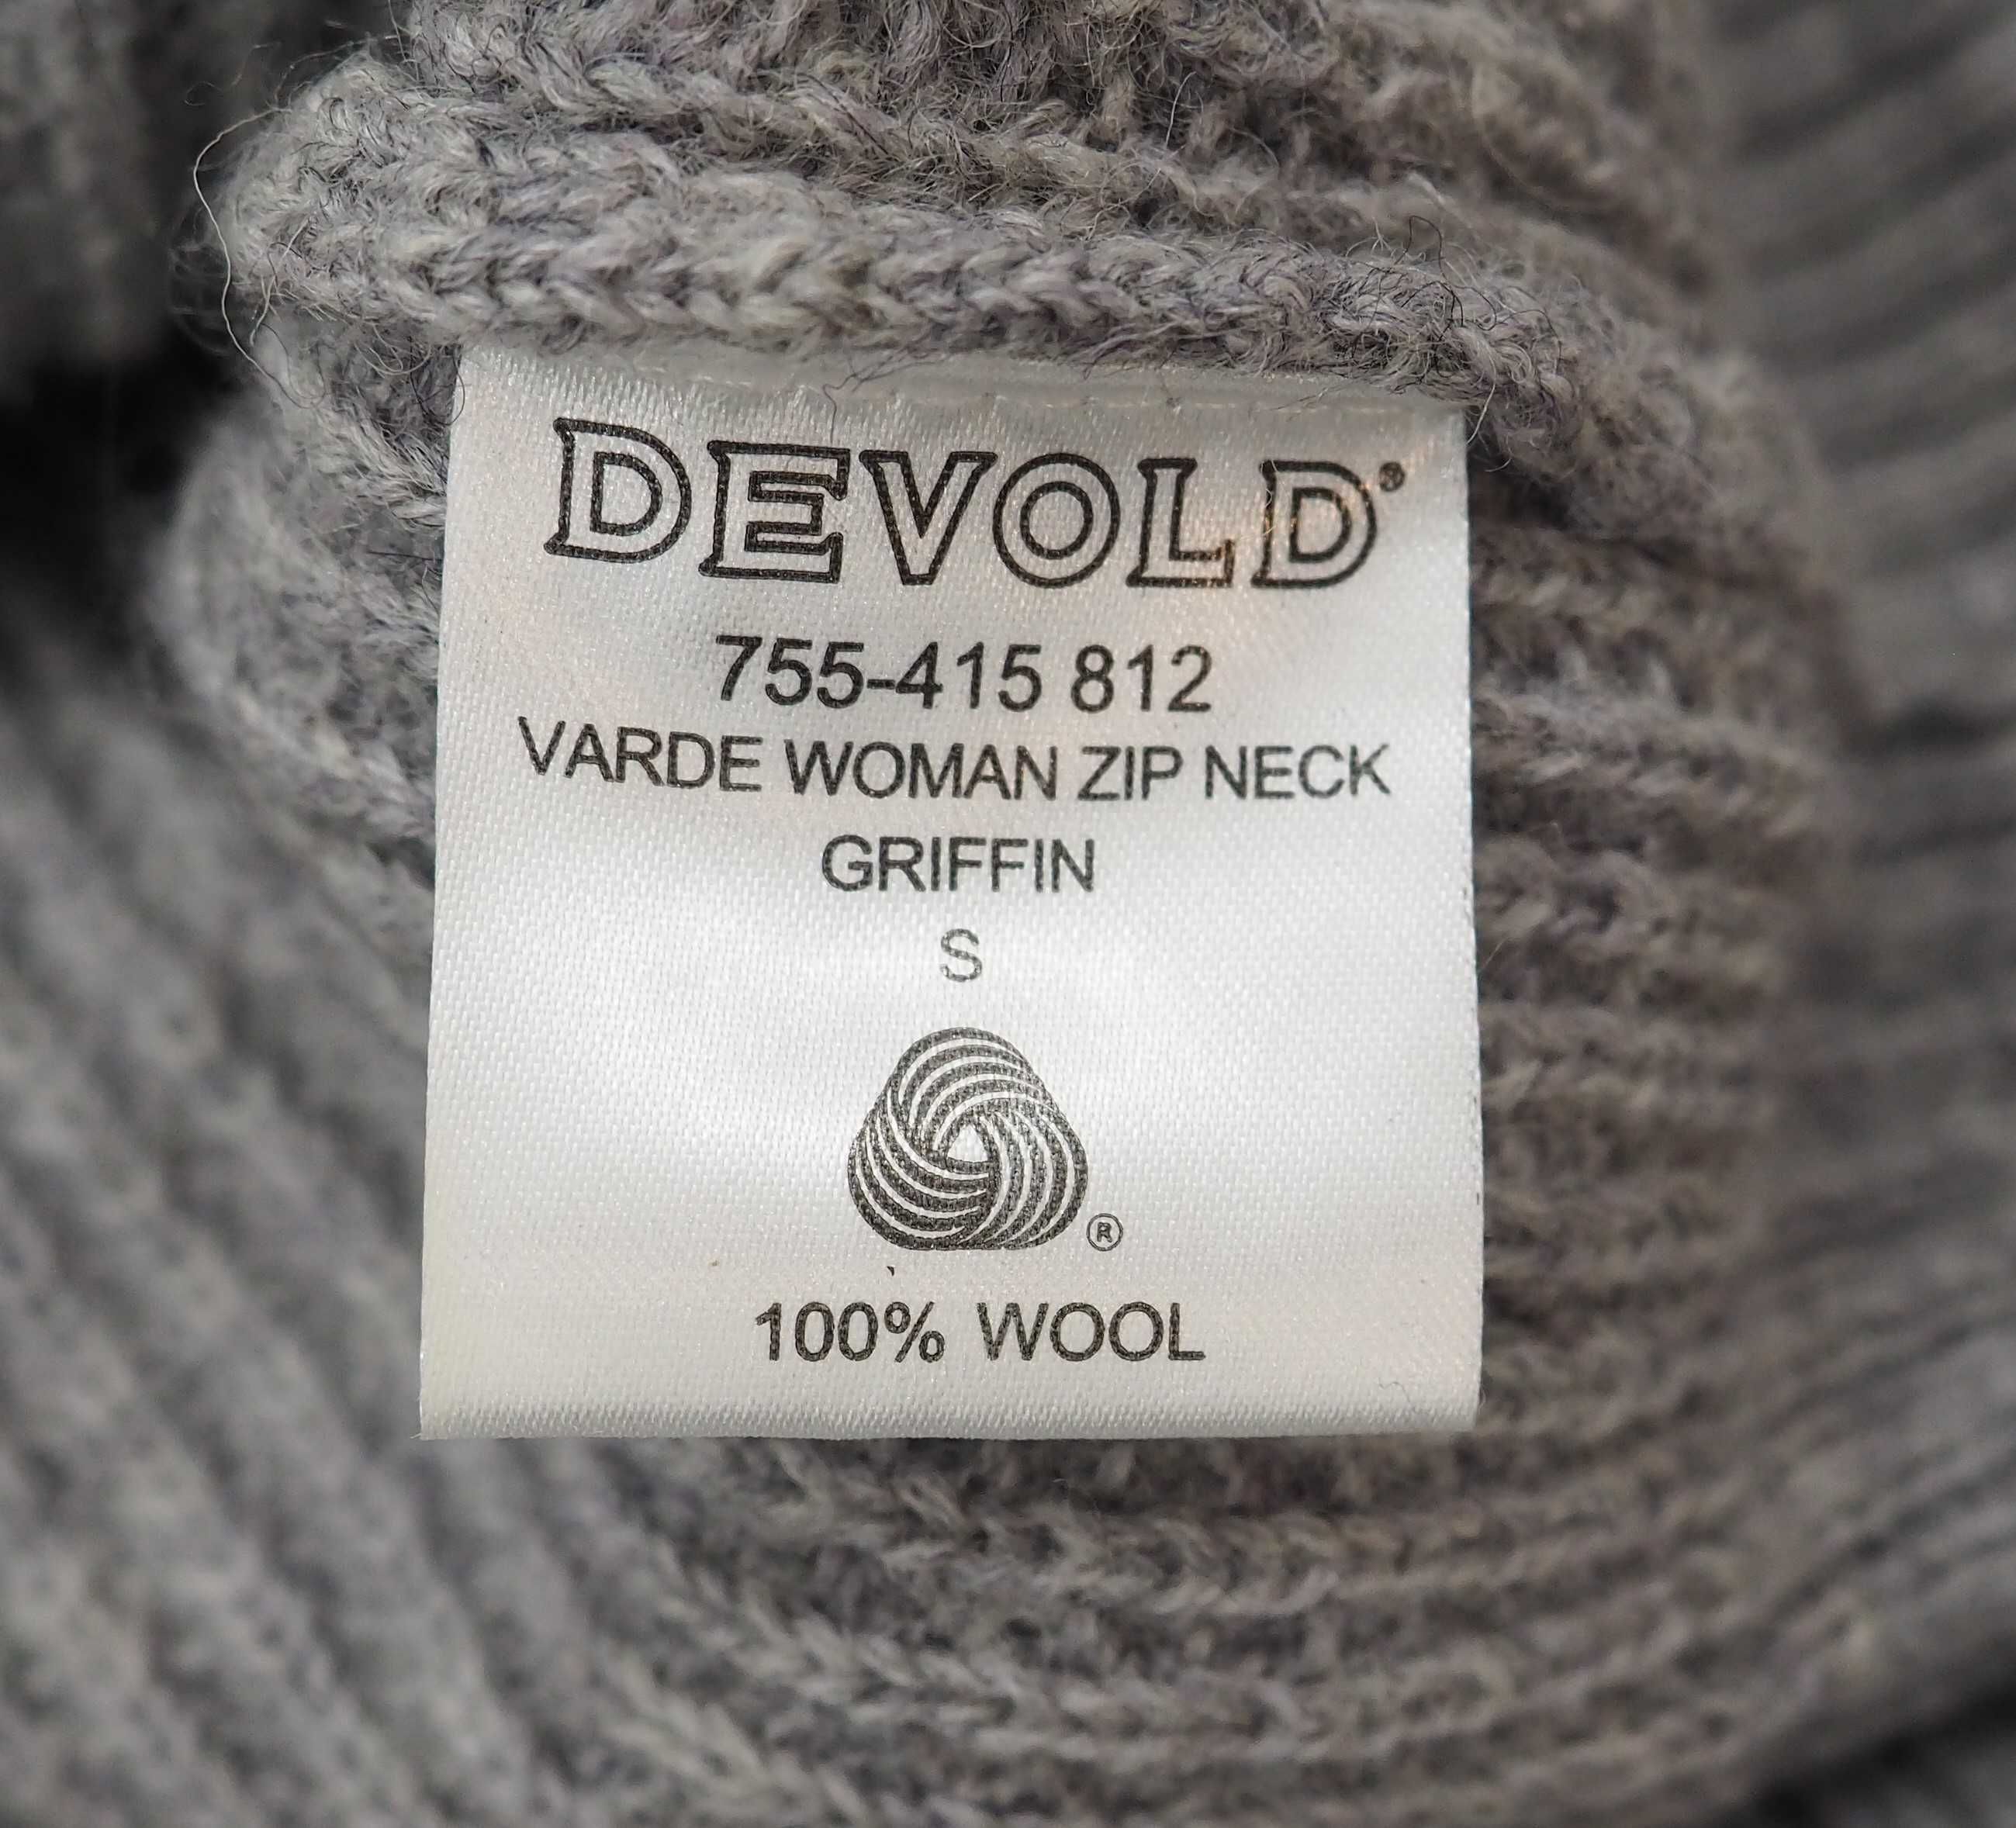 DEVOLD®
755-415 812
VARDE WOMAN ZIP NECK
GRIFFIN
S
®
100% WOOL